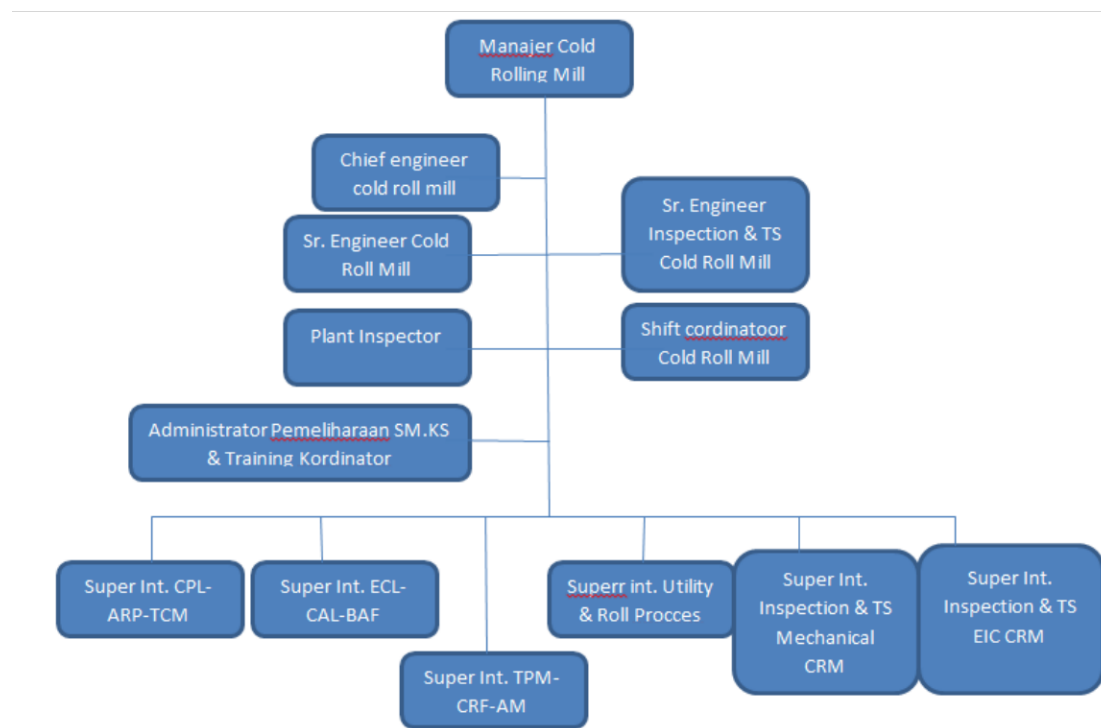 Manajer Cold
Rolling Mill
Chief engineer
cold roll mill
Sr. Engineer
Inspection & TS
Cold Roll Mill
Sr. Engineer Cold
Roll Mill
Plant Inspector
Shift cordinatoor
Cold Roll Mill
Administrator Pemeliharaan SM.KS
& Training Kordinator
Super Int. CPL-
ARP-TCM
Super Int. ECL-
CAL-BAF
Super Int. TPM-
CRF-AM
Superr int. Utility
& Roll Procces
Super Int.
Inspection & TS
Mechanical
CRM
Super Int.
Inspection & TS
EIC CRM